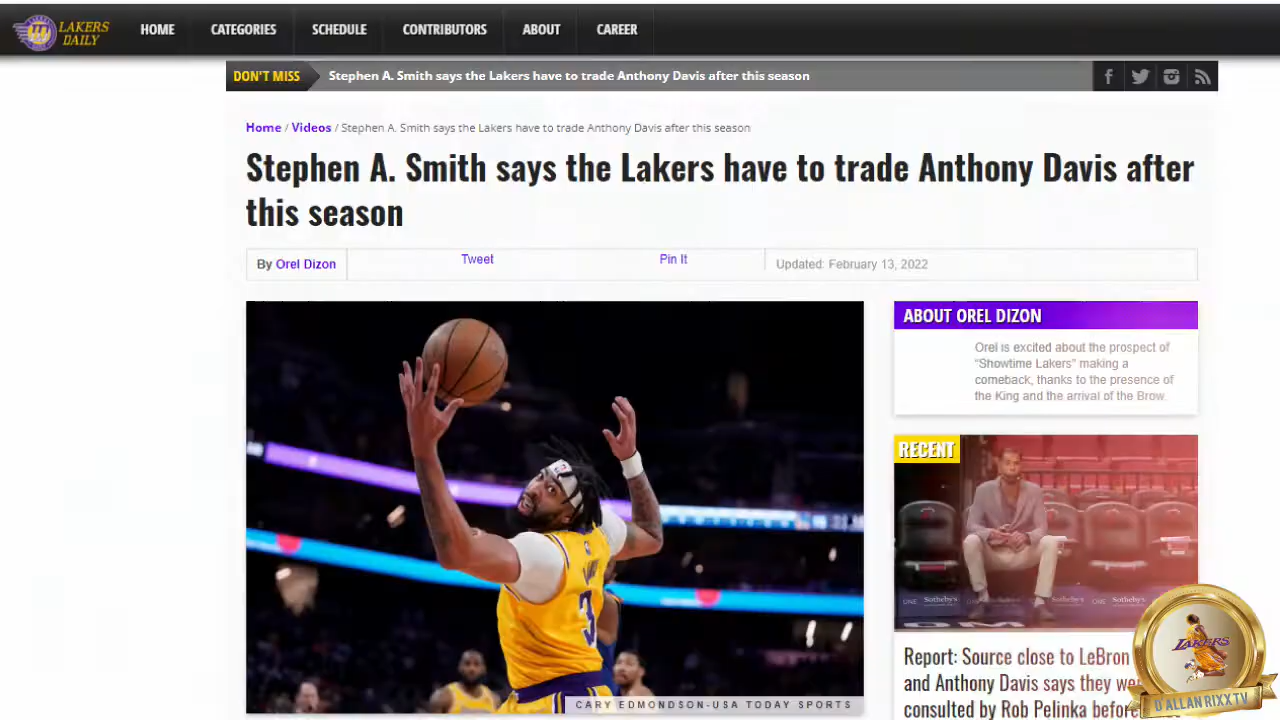 LAKERS
DAILY
HOME
CATEGORIES
SCHEDULE
CONTRIBUTORS
ABOUT
CAREER
DON'T MISS
Stephen A. Smith says the Lakers have to trade Anthony Davis after this season
Home / Videos / Stephen A. Smith says the Lakers have to trade Anthony Davis after this season
Stephen A. Smith says the Lakers have to trade Anthony Davis after
this season
By Orel Dizon
Tweet
Pin It
Updated: February 13, 2022
3
CARY EDMONDSON-USA TODAY SPORTS
ABOUT OREL DIZON
Orel is excited about the prospect of
“Showtime Lakers” making a
comeback, thanks to the presence of
the King and the arrival of the Brow.
RECENT
Sotheby's
Sotheby's
Report: Source close to LeBron
and Anthony Davis says they we
consulted by Rob Pelinka before
LAKERS
D'ALLAN RIXX TV